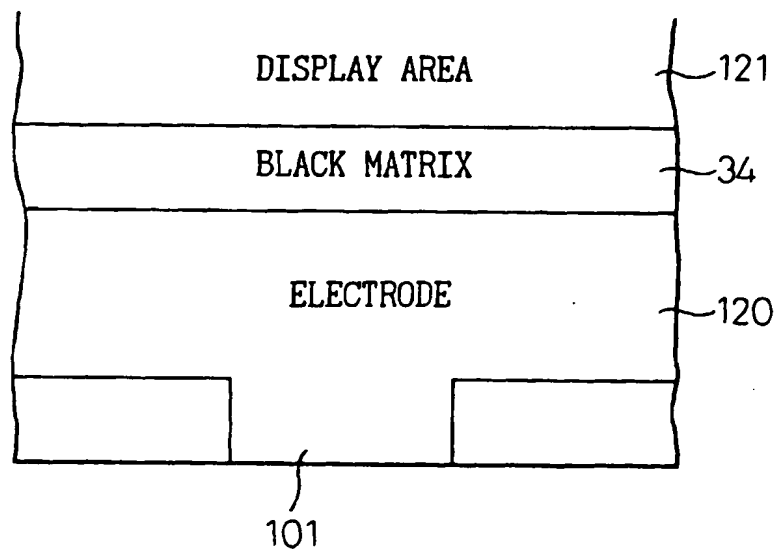 DISPLAY AREA
121
BLACK MATRIX
34
ELECTRODE
120
101